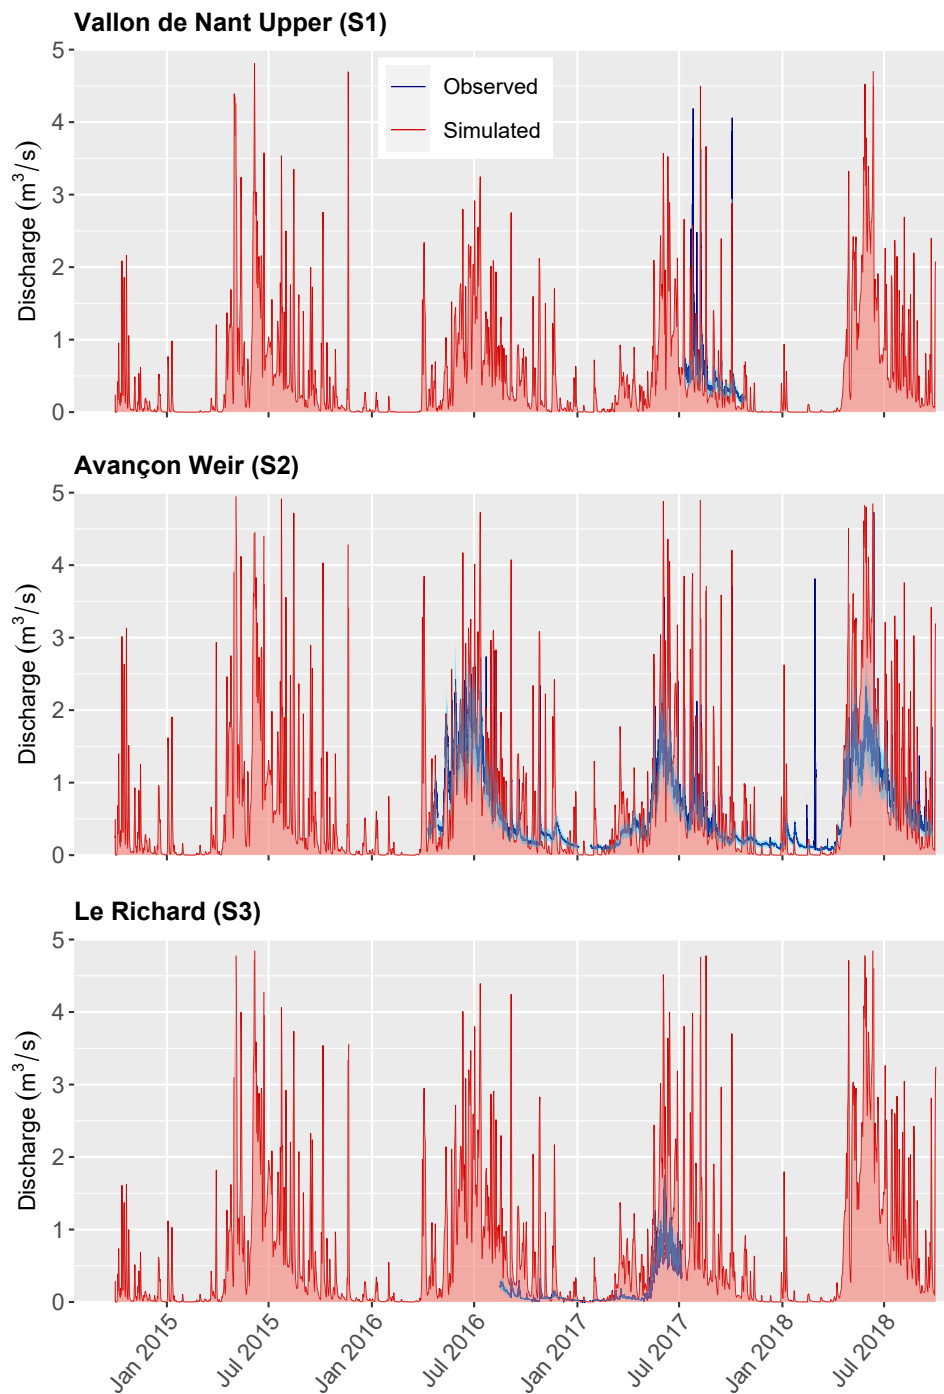 Vallon de Nant Upper (S1)
5
4
3
2
1
0
Discharge (m³/s)
Observed
Simulated
Avançon Weir (S2)
5
4
3
2
1
0
Discharge (m³/s)
Le Richard (S3)
5
4
3
2
1
0
Discharge (m³/s)
Jan 2015
Jul 2015
Jan 2016
Jul 2016
Jan 2017
Jul 2017
Jan 2018
Jul 2018